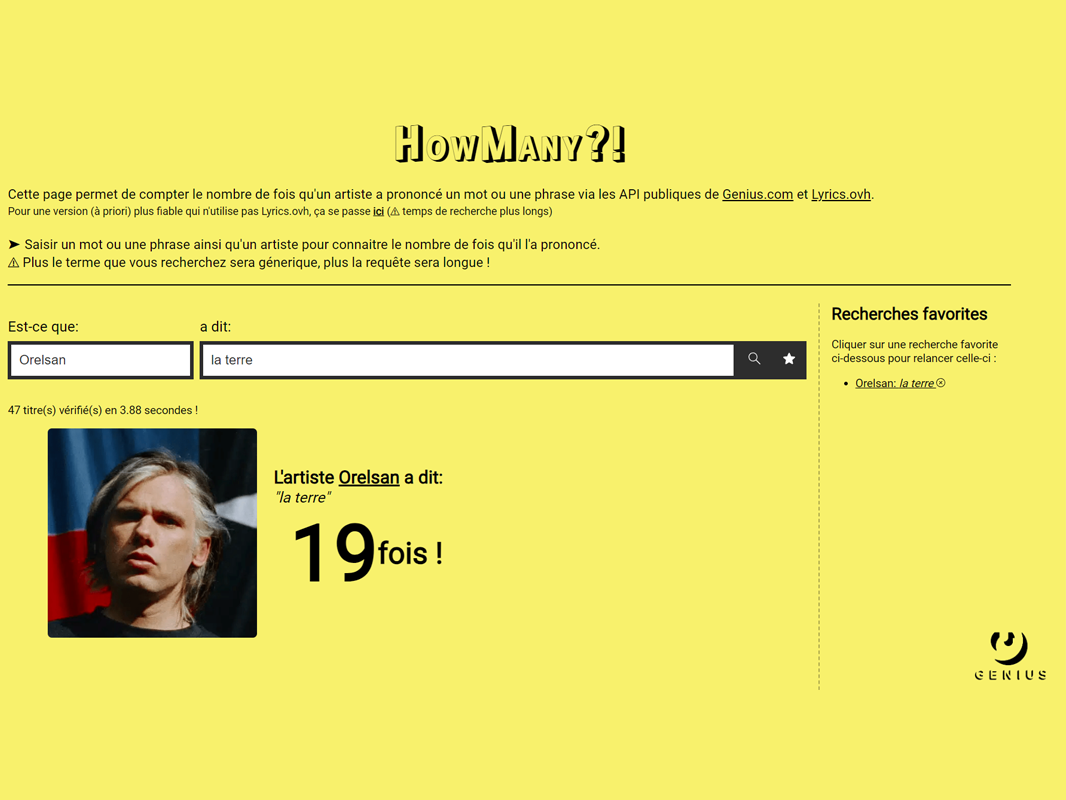 HowMany?!
Cette page permet de compter le nombre de fois qu'un artiste a prononcé un mot ou une phrase via les API publiques de Genius.com et Lyrics.ovh.
Pour une version (à priori) plus fiable qui n'utilise pas Lyrics.ovh, ça se passe ici (⚠ temps de recherche plus longs)
➤ Saisir un mot ou une phrase ainsi qu'un artiste pour connaitre le nombre de fois qu'il l'a prononcé.
⚠ Plus le terme que vous recherchez sera génerique, plus la requête sera longue !
Est-ce que: a dit:
Orelsan la terre
47 titre(s) vérifié(s) en 3.88 secondes !
L'artiste Orelsan a dit:
"la terre"
19 fois !
Recherches favorites
Cliquer sur une recherche favorite
ci-dessous pour relancer celle-ci :
• Orelsan: la terre ⊗
GENIUS